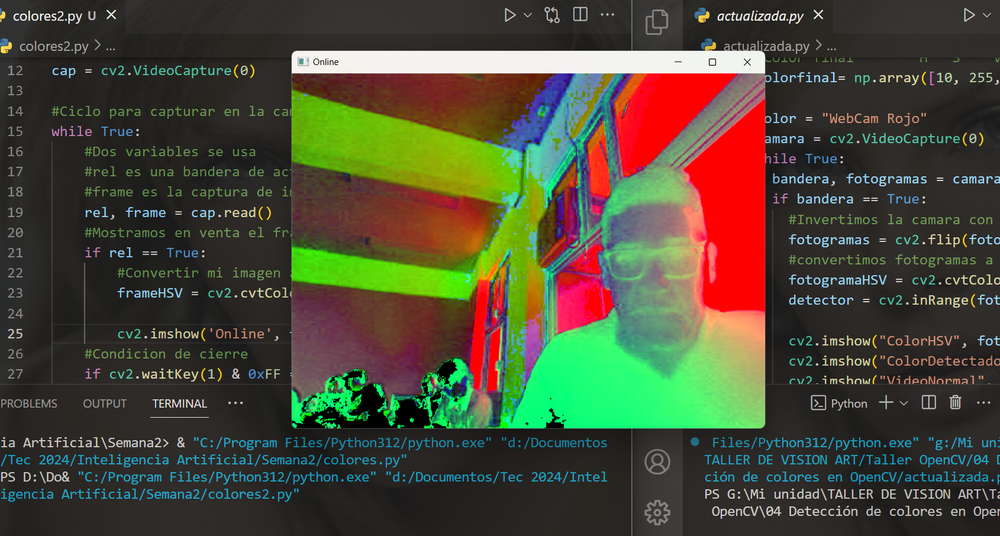 colores2.py U
colores2.py > ...
12 cap = cv2.VideoCapture(0)
13
14 #Ciclo para capturar en la ca
15 while True:
16 #Dos variables se usa
17 #rel es una bandera de ac
18 #frame es la captura de i
19 rel, frame = cap.read()
20 #Mostramos en venta el fr
21 if rel == True:
22 #Convertir mi imagen
23 frameHSV = cv2.cvtCol
24
25 cv2.imshow('Online',
26 #Condicion de cierre
27 if cv2.waitKey(1) & 0xFF =
Online
actualizada.py
actualizada.py > ...
color final H S V
olorfinal= np.array([10, 255,
olor = "WebCam Rojo"
amara = cv2.VideoCapture(0)
hile True:
bandera, fotogramas = camara
if bandera == True:
#Invertimos la camara con
fotogramas = cv2.flip(foto
#convertimos fotogramas a
fotogramaHSV = cv2.cvtColo
detector = cv2.inRange(fot
cv2.imshow("ColorHSV", fot
cv2.imshow("ColorDetectado
cv2.imshow("VideoNormal",
PROBLEMS OUTPUT TERMINAL ...
ia Artificial\Semana2> & "C:/Program Files/Python312/python.exe" "d:/Documentos
/Tec 2024/Inteligencia Artificial/Semana2/colores.py"
PS D:\Do& "C:/Program Files/Python312/python.exe" "d:/Documentos/Tec 2024/Intel
igencia Artificial/Semana2/colores2.py"
Python
Files/Python312/python.exe" "g:/Mi uni
TALLER DE VISION ART/Taller OpenCV/04 D
ción de colores en OpenCV/actualizada.p
PS G:\Mi unidad\TALLER DE VISION ART\Ta
OpenCV\04 Detección de colores en Open